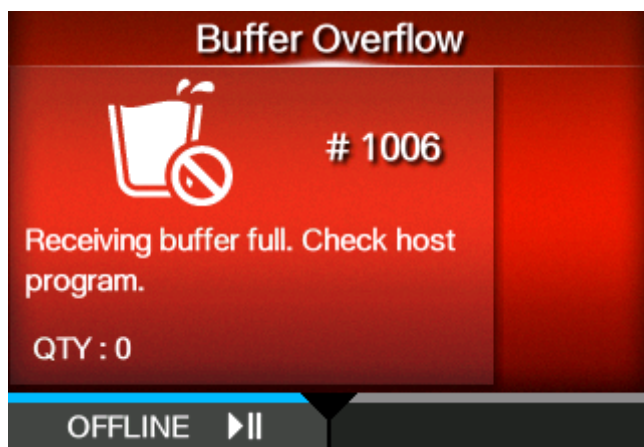 Buffer Overflow
# 1006
Receiving buffer full. Check host
program.
QTY : 0
OFFLINE